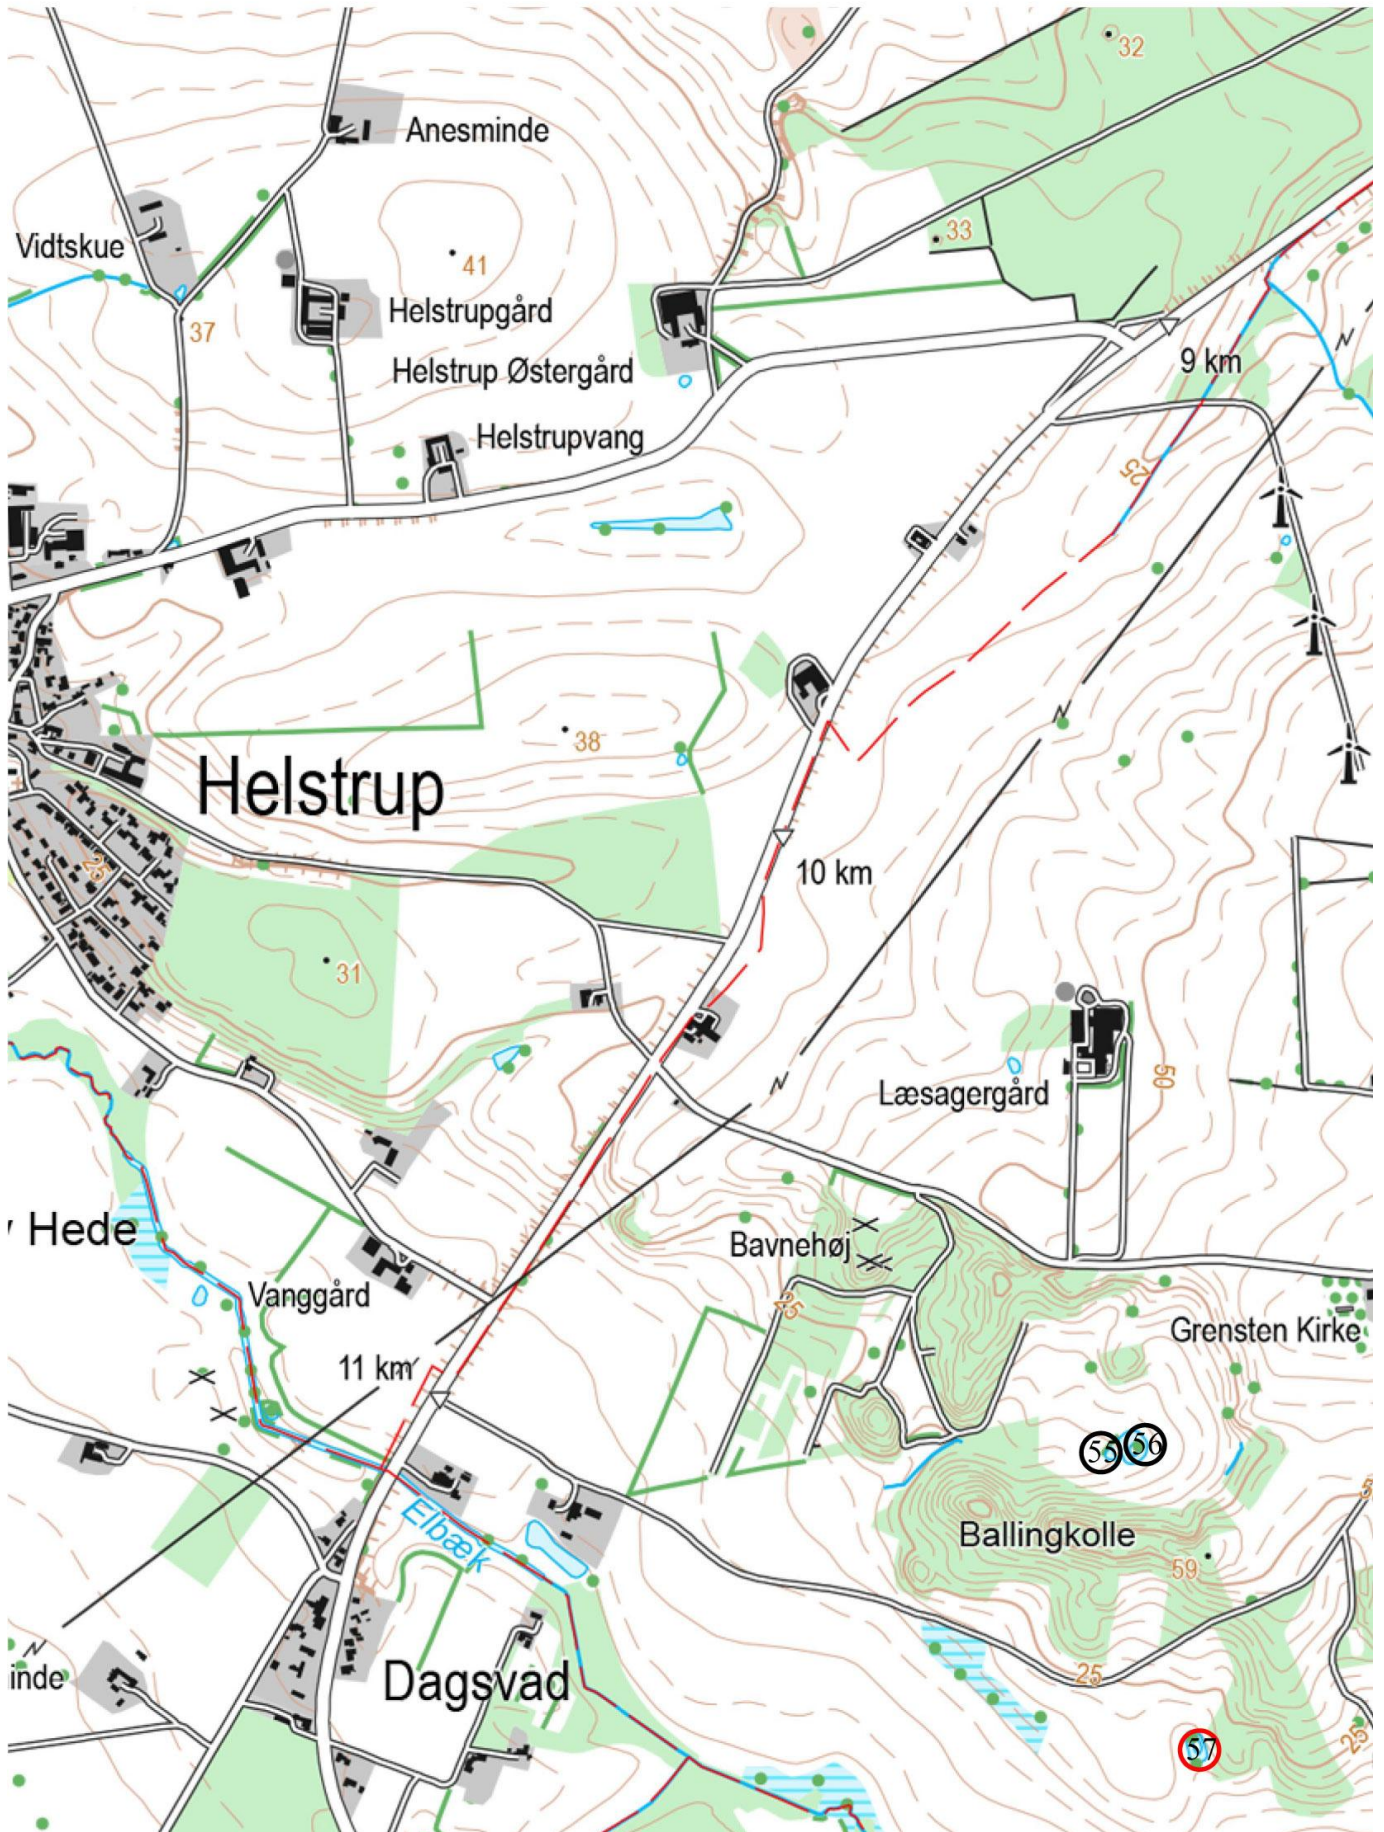 32
Anesminde
33
Vidtskue
41
37
Helstrupgård
9 km
Helstrup Østergård
Helstrupvang
25
38
Helstrup
25
10 km
31
50
Læsagergård
Hede
Bavnehøj
Vanggård
25
Grensten Kirke
11 km
55
56
Elbæk
Ballingkolle
59
inde
Dagsvad
25
25
57